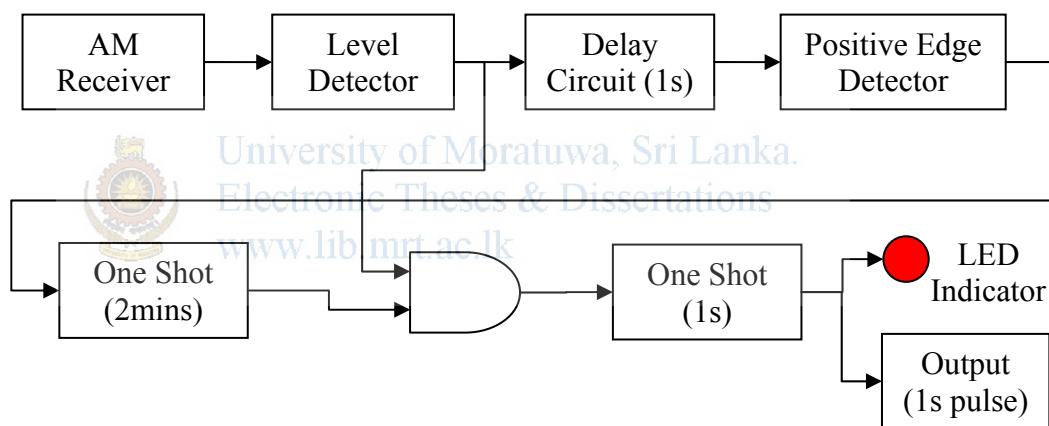 AM
Receiver
Level
Detector
Delay
Circuit (1s)
Positive Edge
Detector
University of Moratuwa, Sri Lanka.
Electronic Theses & Dissertations
www.lib.mrt.ac.lk
One Shot
(2mins)
One Shot
(1s)
LED
Indicator
Output
(1s pulse)